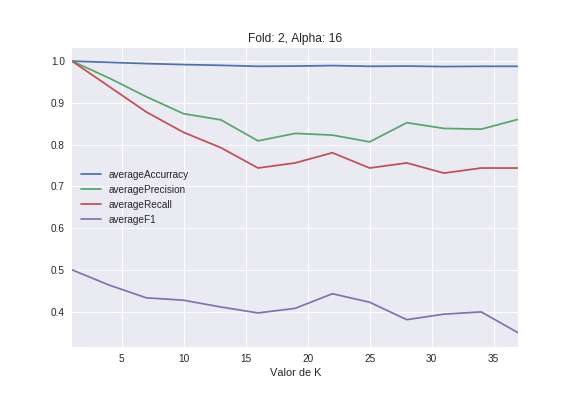 Fold: 2, Alpha: 16
1.0
0.9
0.8
0.7
0.6
0.5
0.4
averageAccurracy
averagePrecision
averageRecall
averageF1
5 10 15 20 25 30 35
Valor de K